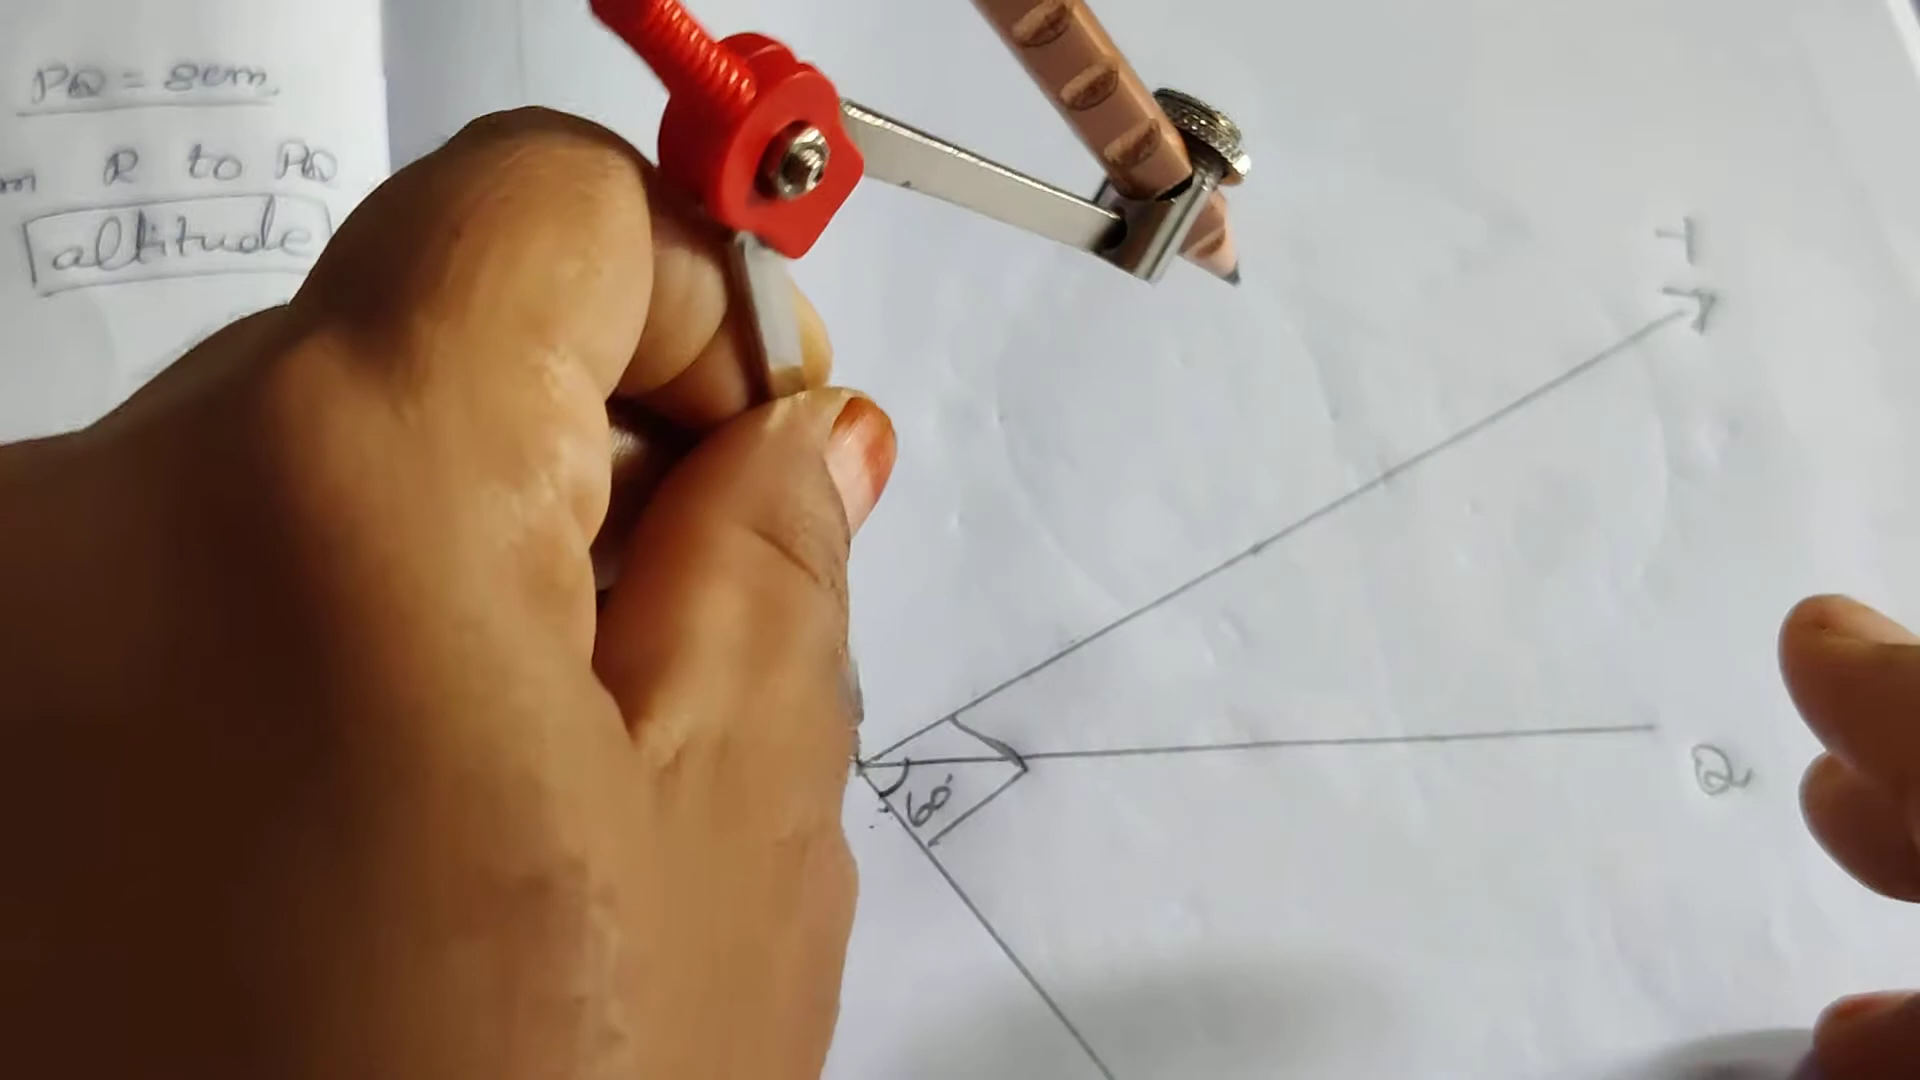 PQ = 8cm.
m R to PQ
altitude
T
60°
Q